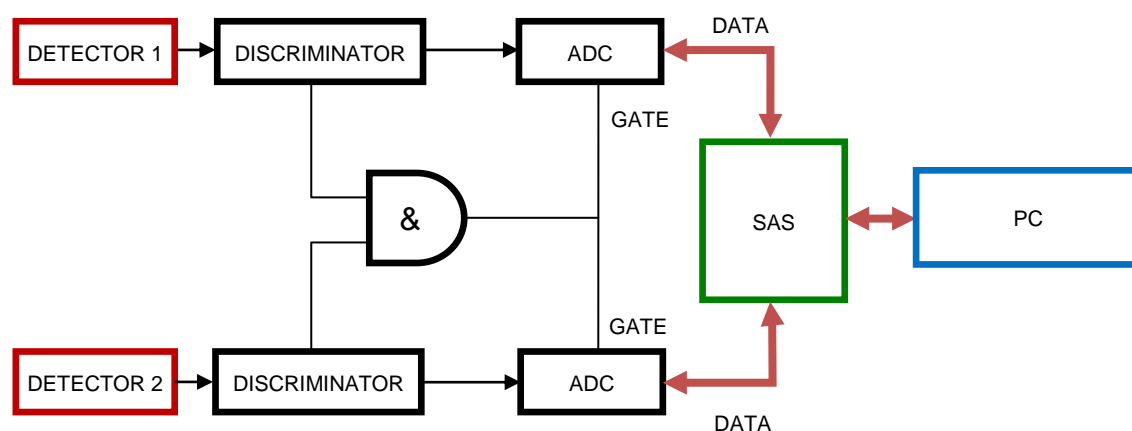 DATA
DETECTOR 1
DISCRIMINATOR
ADC
GATE
&
SAS
PC
GATE
DETECTOR 2
DISCRIMINATOR
ADC
DATA